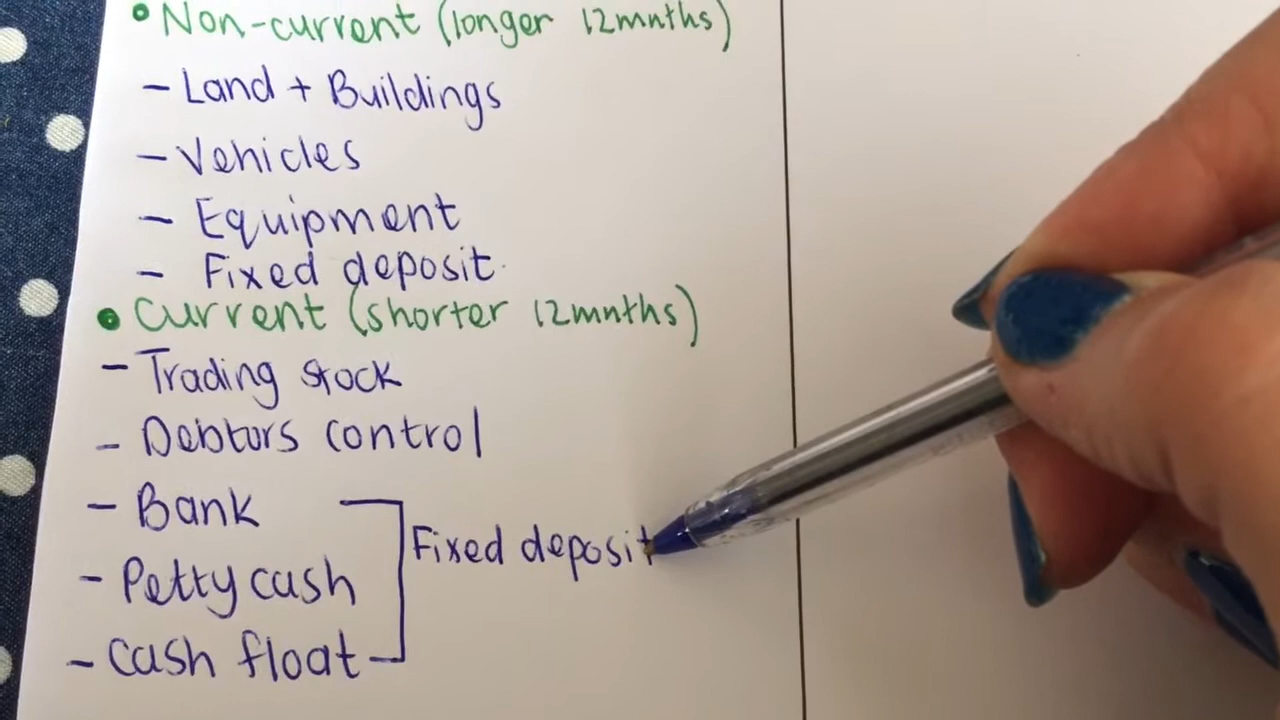 • Non-current (longer 12mnths)
- Land + Buildings
- Vehicles
- Equipment
- Fixed deposit
• Current (shorter 12mnths)
- Trading stock
- Debtors control
- Bank
Fixed deposit
- Petty cash
- Cash float